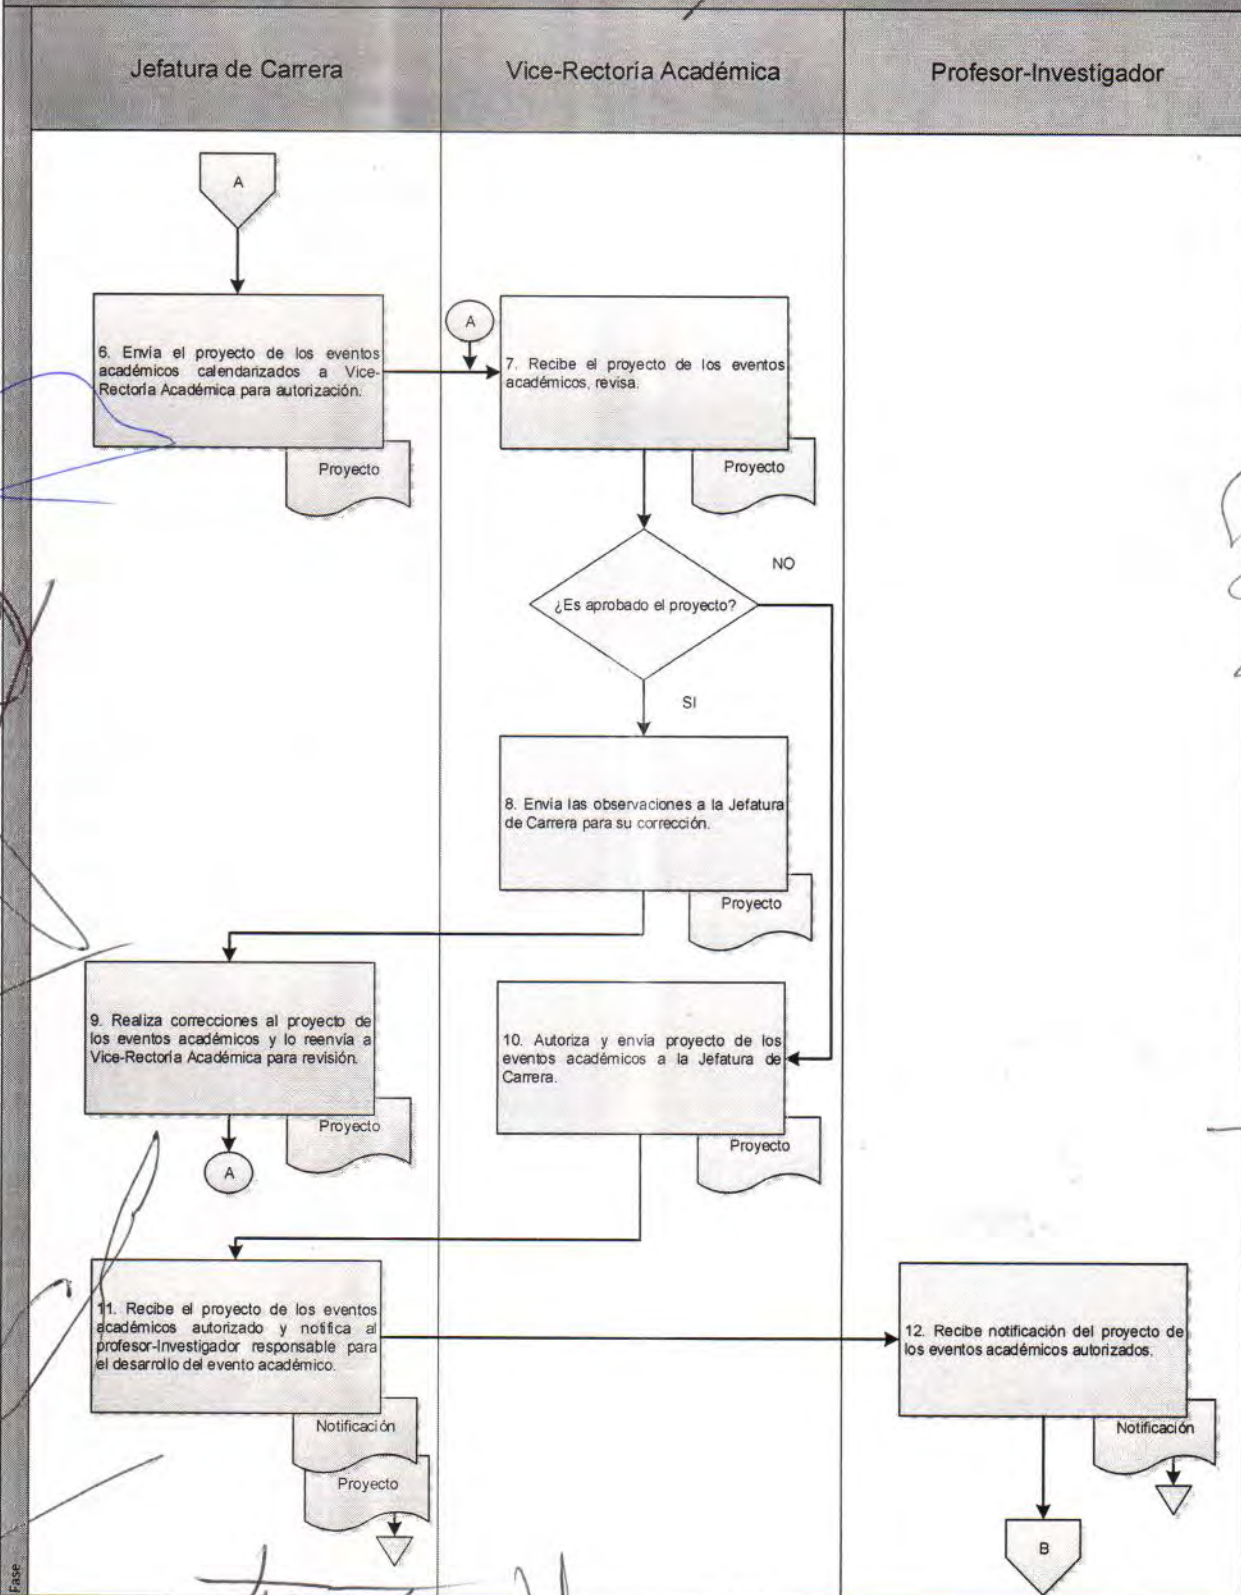 Jefatura de Carrera
Vice-Rectoría Académica
Profesor-Investigador
A
6. Envía el proyecto de los eventos
académicos calendarizados a Vice-
Rectoría Académica para autorización.
Proyecto
A
7. Recibe el proyecto de los eventos
académicos, revisa.
Proyecto
¿Es aprobado el proyecto?
NO
SI
8. Envía las observaciones a la Jefatura
de Carrera para su corrección.
Proyecto
9. Realiza correcciones al proyecto de
los eventos académicos y lo reenvía a
Vice-Rectoría Académica para revisión.
Proyecto
A
10. Autoriza y envía proyecto de los
eventos académicos a la Jefatura de
Carrera.
Proyecto
11. Recibe el proyecto de los eventos
académicos autorizado y notifica al
profesor-Investigador responsable para
el desarrollo del evento académico.
Notificación
Proyecto
12. Recibe notificación del proyecto de
los eventos académicos autorizados.
Notificación
B
Fase